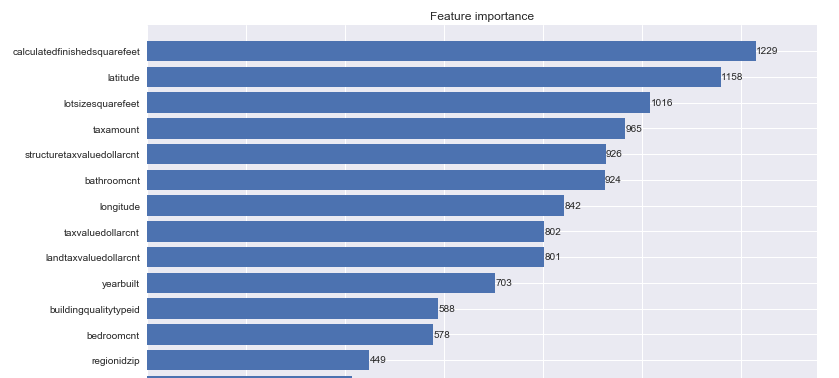 Feature importance
calculatedfinishedsquarefeet 1229
latitude 1158
lotsizesquarefeet 1016
taxamount 965
structuretaxvaluedollarcnt 926
bathroomcnt 924
longitude 842
taxvaluedollarcnt 802
landtaxvaluedollarcnt 801
yearbuilt 703
buildingqualitytypeid 588
bedroomcnt 578
regionidzip 449